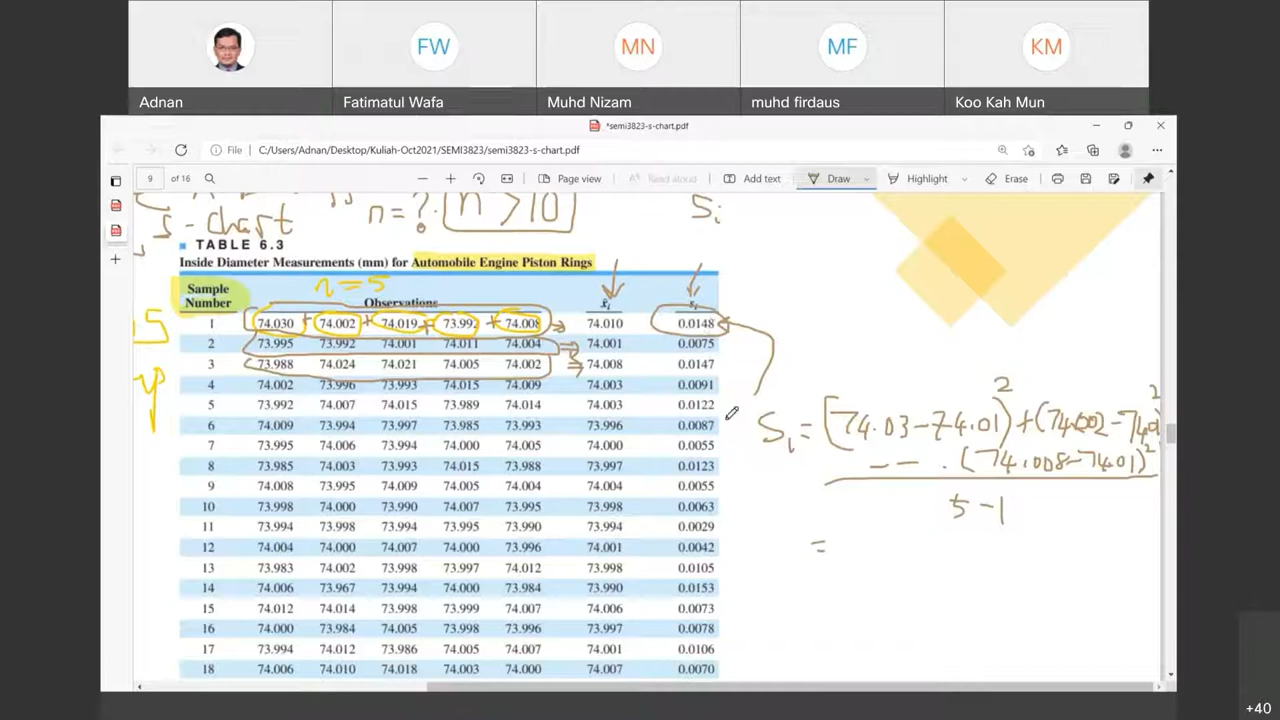 FW
MN
MF
KM
Adnan
Fatimatul Wafa
Muhd Nizam
muhd firdaus
Koo Kah Mun
*semi3823-s-chart.pdf
File C:/Users/Adnan/Desktop/Kuliah-Oct2021/SEMI3823/semi3823-s-chart.pdf
9 of 16 Page view Read aloud Add text Draw Highlight Erase
s - chart n = ? n > 10 Si
TABLE 6.3
Inside Diameter Measurements (mm) for Automobile Engine Piston Rings
n = 5
Sample Number Observations x̄i si
1 74.030 + 74.002 + 74.019 + 73.992 + 74.008 74.010 0.0148
2 73.995 73.992 74.001 74.011 74.004 74.001 0.0075
3 73.988 74.024 74.021 74.005 74.002 74.008 0.0147
4 74.002 73.996 73.993 74.015 74.009 74.003 0.0091
5 73.992 74.007 74.015 73.989 74.014 74.003 0.0122
6 74.009 73.994 73.997 73.985 73.993 73.996 0.0087
7 73.995 74.006 73.994 74.000 74.005 74.000 0.0055
8 73.985 74.003 73.993 74.015 73.988 73.997 0.0123
9 74.008 73.995 74.009 74.005 74.004 74.004 0.0055
10 73.998 74.000 73.990 74.007 73.995 73.998 0.0063
11 73.994 73.998 73.994 73.995 73.990 73.994 0.0029
12 74.004 74.000 74.007 74.000 73.996 74.001 0.0042
13 73.983 74.002 73.998 73.997 74.012 73.998 0.0105
14 74.006 73.967 73.994 74.000 73.984 73.990 0.0153
15 74.012 74.014 73.998 73.999 74.007 74.006 0.0073
16 74.000 73.984 74.005 73.998 73.996 73.997 0.0078
17 73.994 74.012 73.986 74.005 74.007 74.001 0.0106
18 74.006 74.010 74.018 74.003 74.000 74.007 0.0070
S1 = [(74.03 - 74.01)² + (74.002 - 74.01)²
-- . (74.008 - 74.01)²
5 - 1
=
+40